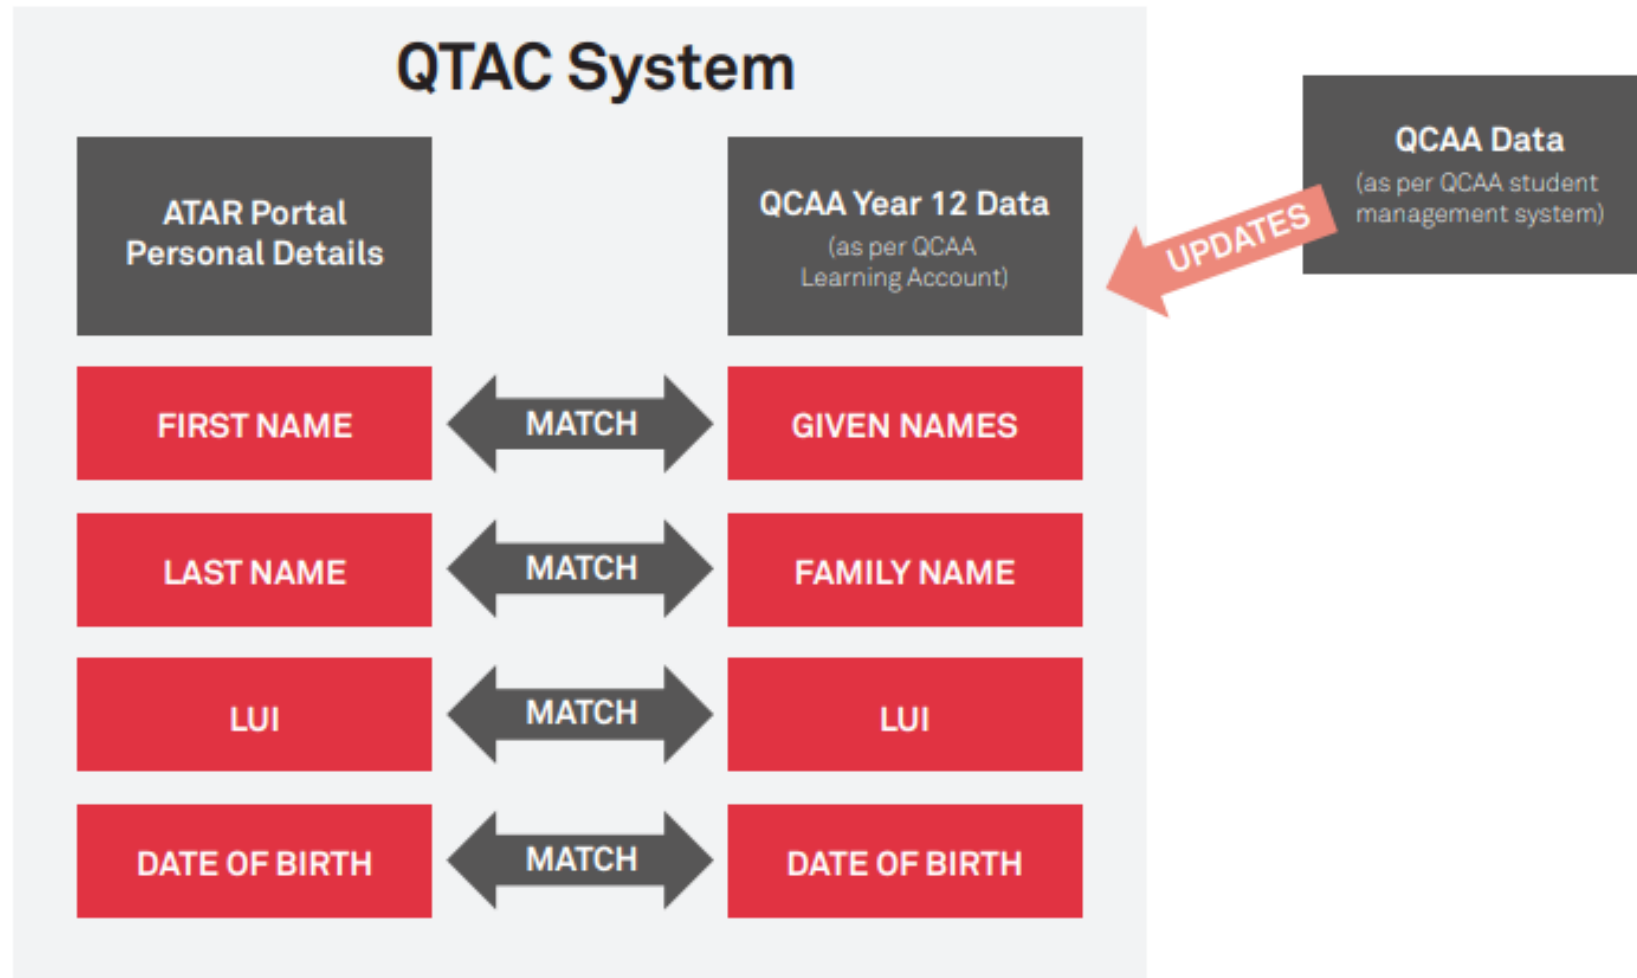 QTAC System
ATAR Portal
Personal Details
QCAA Year 12 Data
(as per QCAA
Learning Account)
UPDATES
QCAA Data
(as per QCAA student
management system)
FIRST NAME
MATCH
GIVEN NAMES
LAST NAME
MATCH
FAMILY NAME
LUI
MATCH
LUI
DATE OF BIRTH
MATCH
DATE OF BIRTH